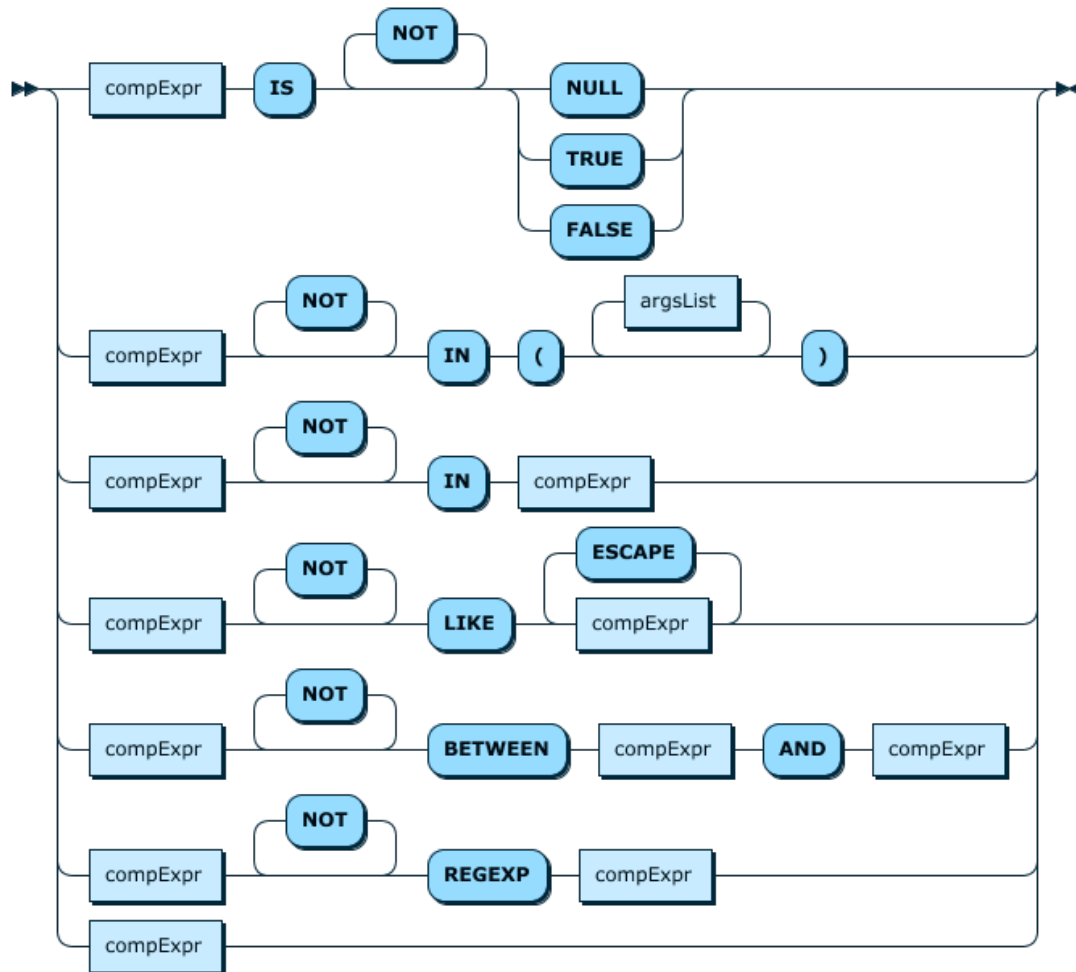 NOT
compExpr IS NULL
TRUE
FALSE
NOT argsList
compExpr IN ( )
NOT
compExpr IN compExpr
ESCAPE
NOT
compExpr LIKE compExpr
NOT
compExpr BETWEEN compExpr AND compExpr
NOT
compExpr REGEXP compExpr
compExpr